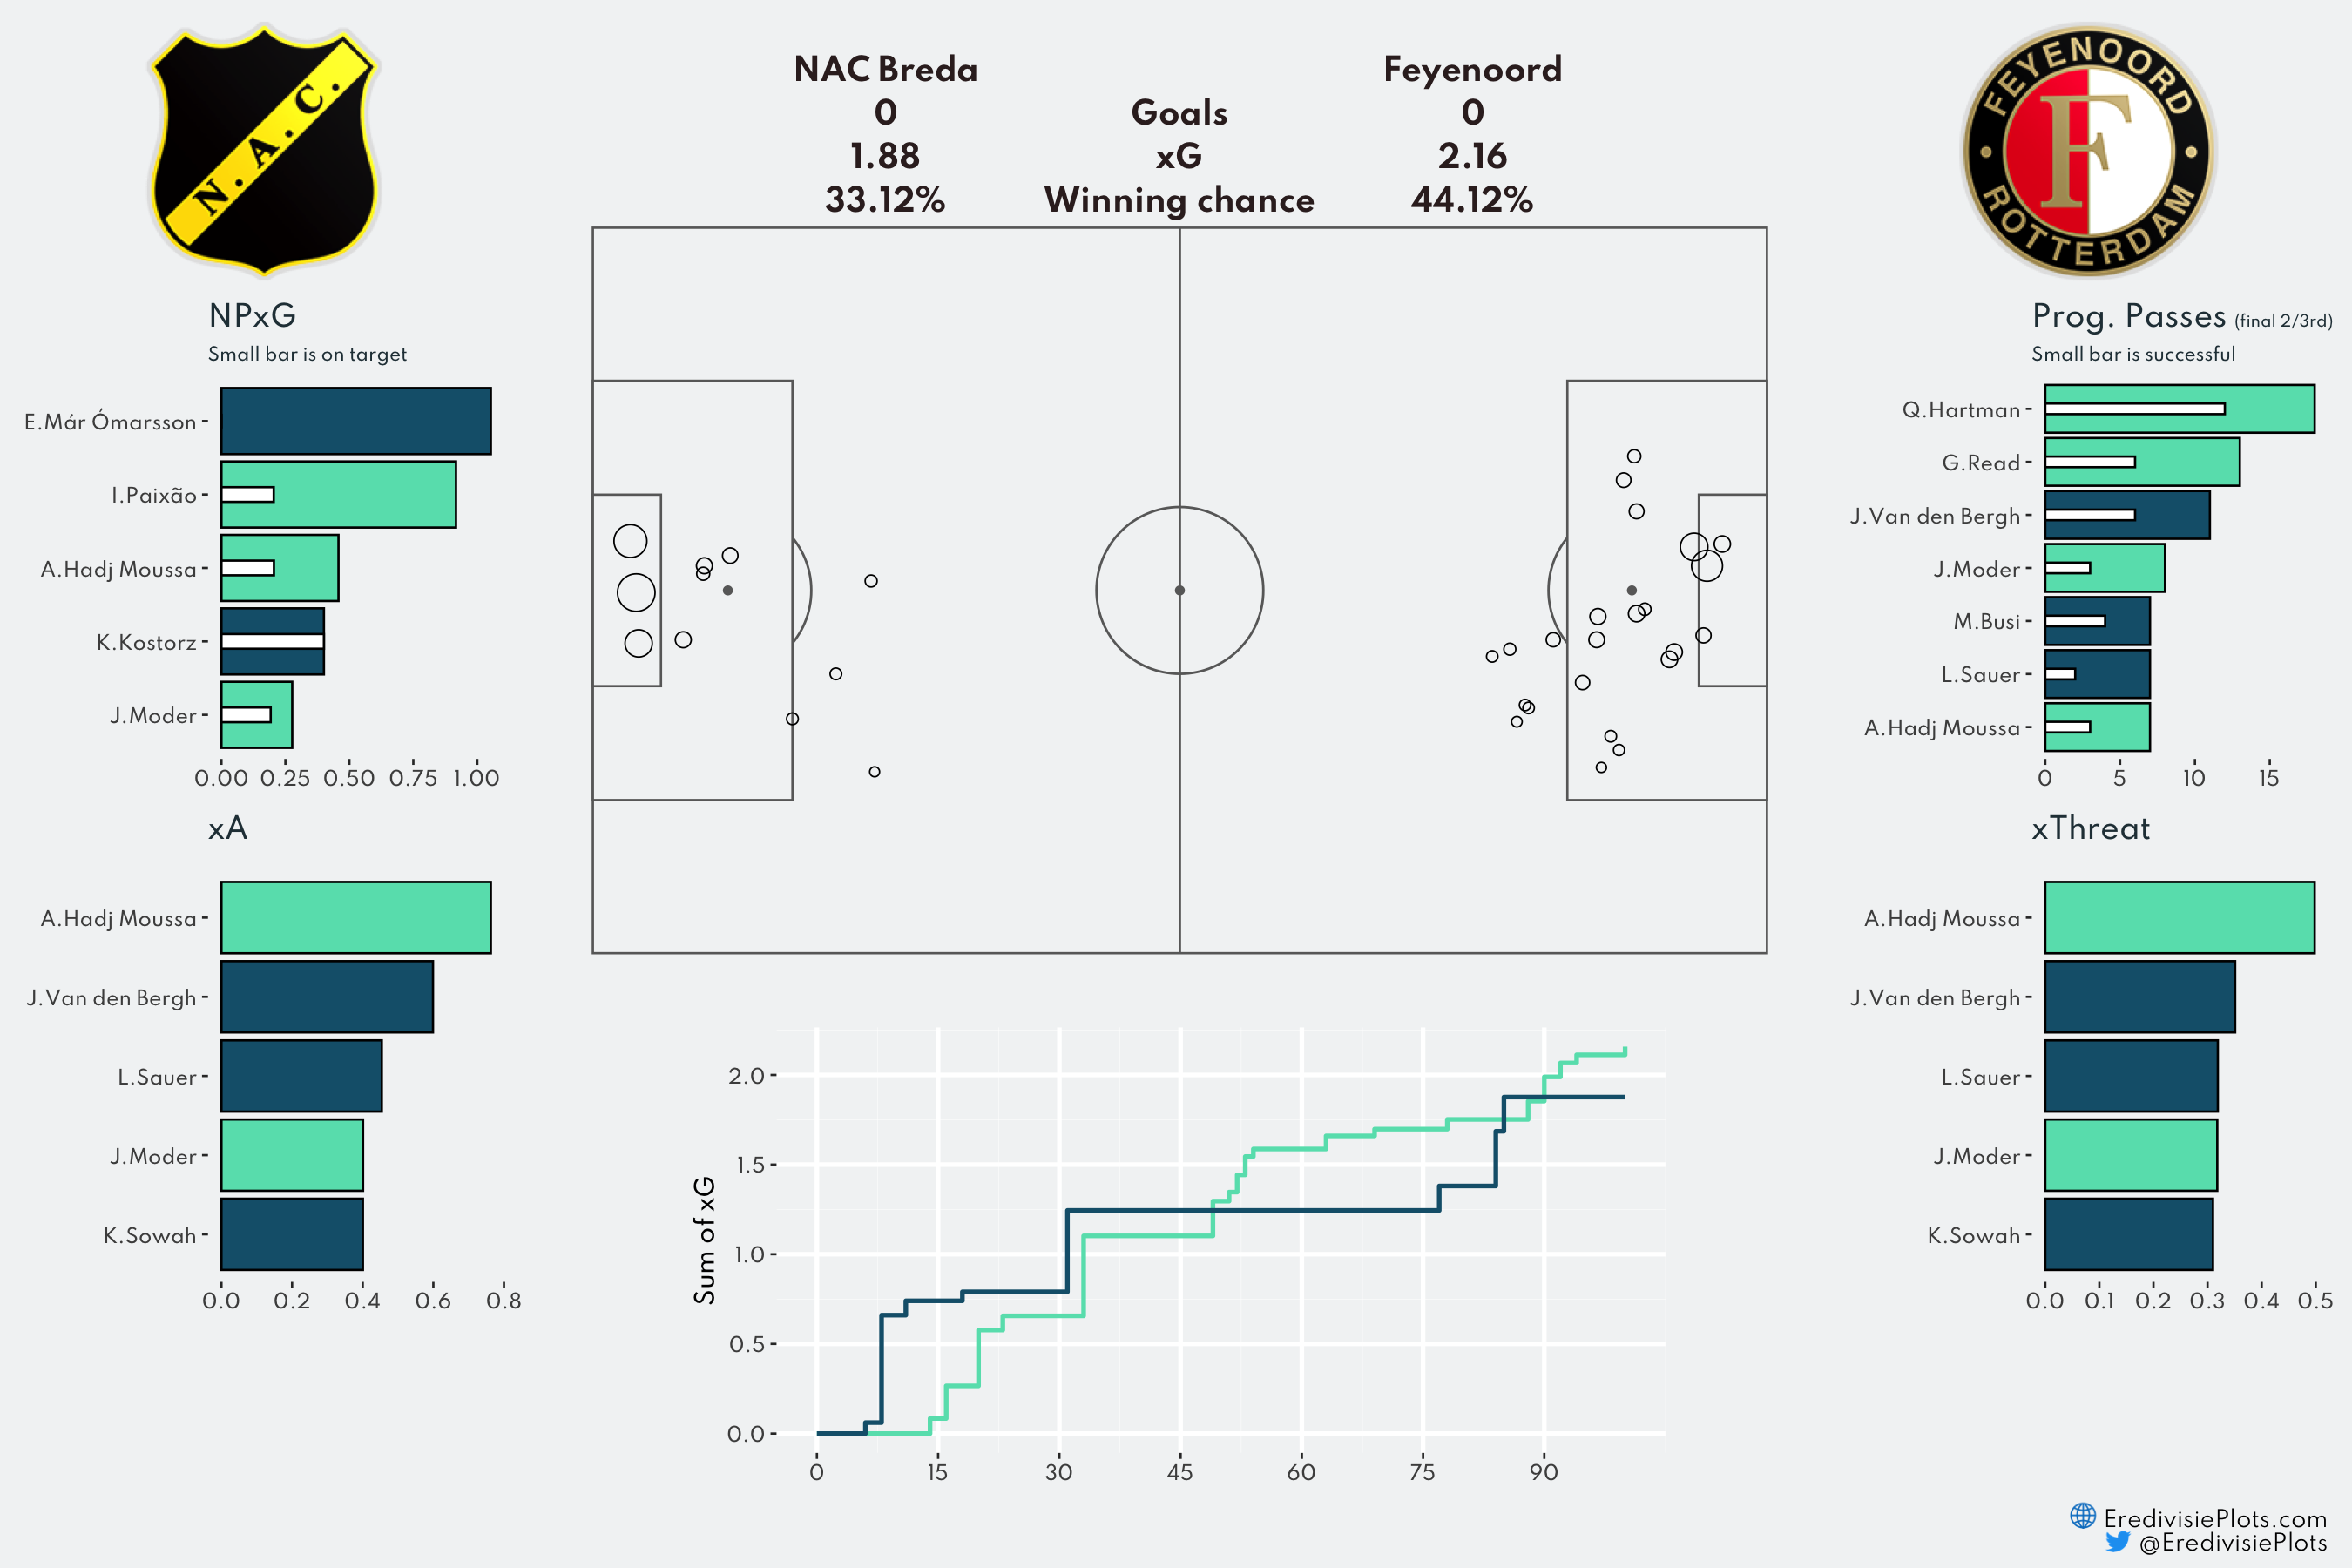 N.A.C.
FEYENOORD
F
ROTTERDAM
NAC Breda Feyenoord
0 Goals 0
1.88 xG 2.16
33.12% Winning chance 44.12%
NPxG
Small bar is on target
E.Már Ómarsson
I.Paixão
A.Hadj Moussa
K.Kostorz
J.Moder
0.00 0.25 0.50 0.75 1.00
xA
A.Hadj Moussa
J.Van den Bergh
L.Sauer
J.Moder
K.Sowah
0.0 0.2 0.4 0.6 0.8
Sum of xG
2.0
1.5
1.0
0.5
0.0
0 15 30 45 60 75 90
Prog. Passes (final 2/3rd)
Small bar is successful
Q.Hartman
G.Read
J.Van den Bergh
J.Moder
M.Busi
L.Sauer
A.Hadj Moussa
0 5 10 15
xThreat
A.Hadj Moussa
J.Van den Bergh
L.Sauer
J.Moder
K.Sowah
0.0 0.1 0.2 0.3 0.4 0.5
EredivisiePlots.com
@EredivisiePlots